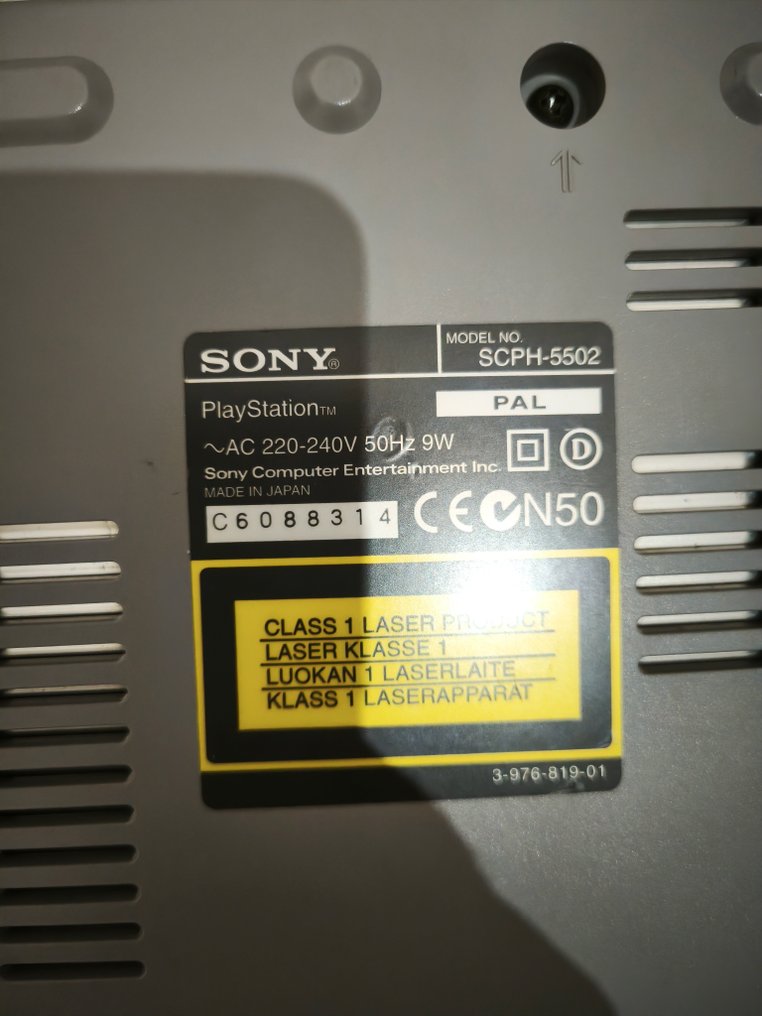 SONY®
MODEL NO.
SCPH-5502
PlayStation™
PAL
~AC 220-240V 50Hz 9W
D
Sony Computer Entertainment Inc.
MADE IN JAPAN
C6088314
CE N50
CLASS 1 LASER PRODUCT
LASER KLASSE 1
LUOKAN 1 LASERLAITE
KLASS 1 LASERAPPARAT
3-976-819-01